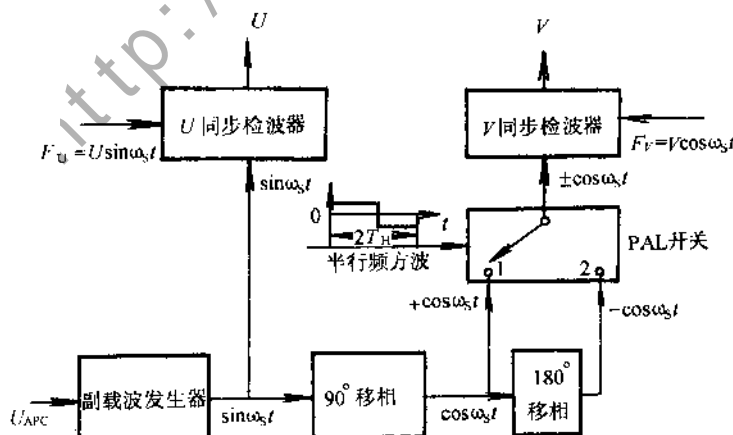 http:/
U
V
U 同步检波器
V 同步检波器
F_U=Usinω_St
F_V=Vcosω_St
sinω_St
±cosω_St
0
t
2T_H
半行频方波
PAL开关
1
2
+cosω_St
-cosω_St
副载波发生器
90°移相
180°
移相
U_APC
sinω_St
cosω_St